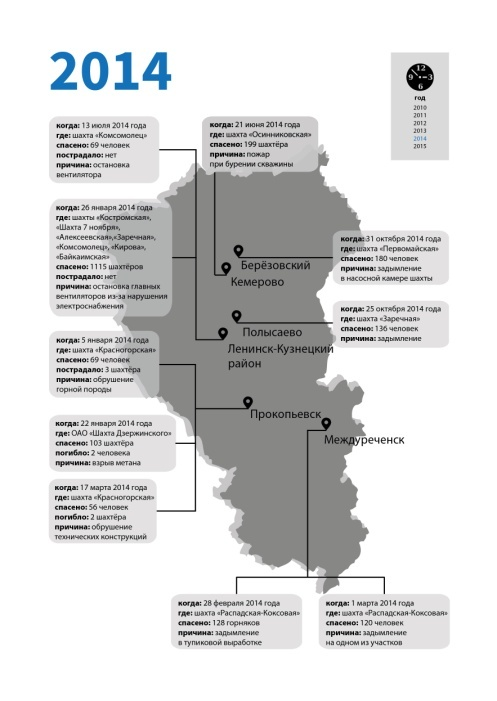 2014
12
9
3
6
год
2010
2011
2012
2013
2014
2015
когда: 13 июля 2014 года
где: шахта «Комсомолец»
спасено: 69 человек
пострадало: нет
причина: остановка
вентилятора
когда: 21 июня 2014 года
где: шахта «Осинниковская»
спасено: 199 шахтёра
причина: пожар
при бурении скважины
когда: 26 января 2014 года
где: шахты «Костромская»,
«Шахта 7 ноября»,
«Алексеевская»,«Заречная»,
«Комсомолец», «Кирова»,
«Байкаимская»
спасено: 1115 шахтёров
пострадало: нет
причина: остановка главных
вентиляторов из-за нарушения
электроснабжения
когда: 31 октября 2014 года
где: шахта «Первомайская»
спасено: 180 человек
причина: задымление
в насосной камере шахты
Берёзовский
Кемерово
когда: 25 октября 2014 года
где: шахта «Заречная»
спасено: 136 человек
причина: задымление
Полысаево
Ленинск-Кузнецкий
район
когда: 5 января 2014 года
где: шахта «Красногорская»
спасено: 69 человек
пострадало: 3 шахтёра
причина: обрушение
горной породы
Прокопьевск
Междуреченск
когда: 22 января 2014 года
где: ОАО «Шахта Дзержинского»
спасено: 103 шахтёра
погибло: 2 человека
причина: взрыв метана
когда: 17 марта 2014 года
где: шахта «Красногорская»
спасено: 56 человек
погибло: 2 шахтёра
причина: обрушение
технических конструкций
когда: 28 февраля 2014 года
где: шахта «Распадская-Коксовая»
спасено: 128 горняков
причина: задымление
в тупиковой выработке
когда: 1 марта 2014 года
где: шахта «Распадская-Коксовая»
спасено: 120 человек
причина: задымление
на одном из участков